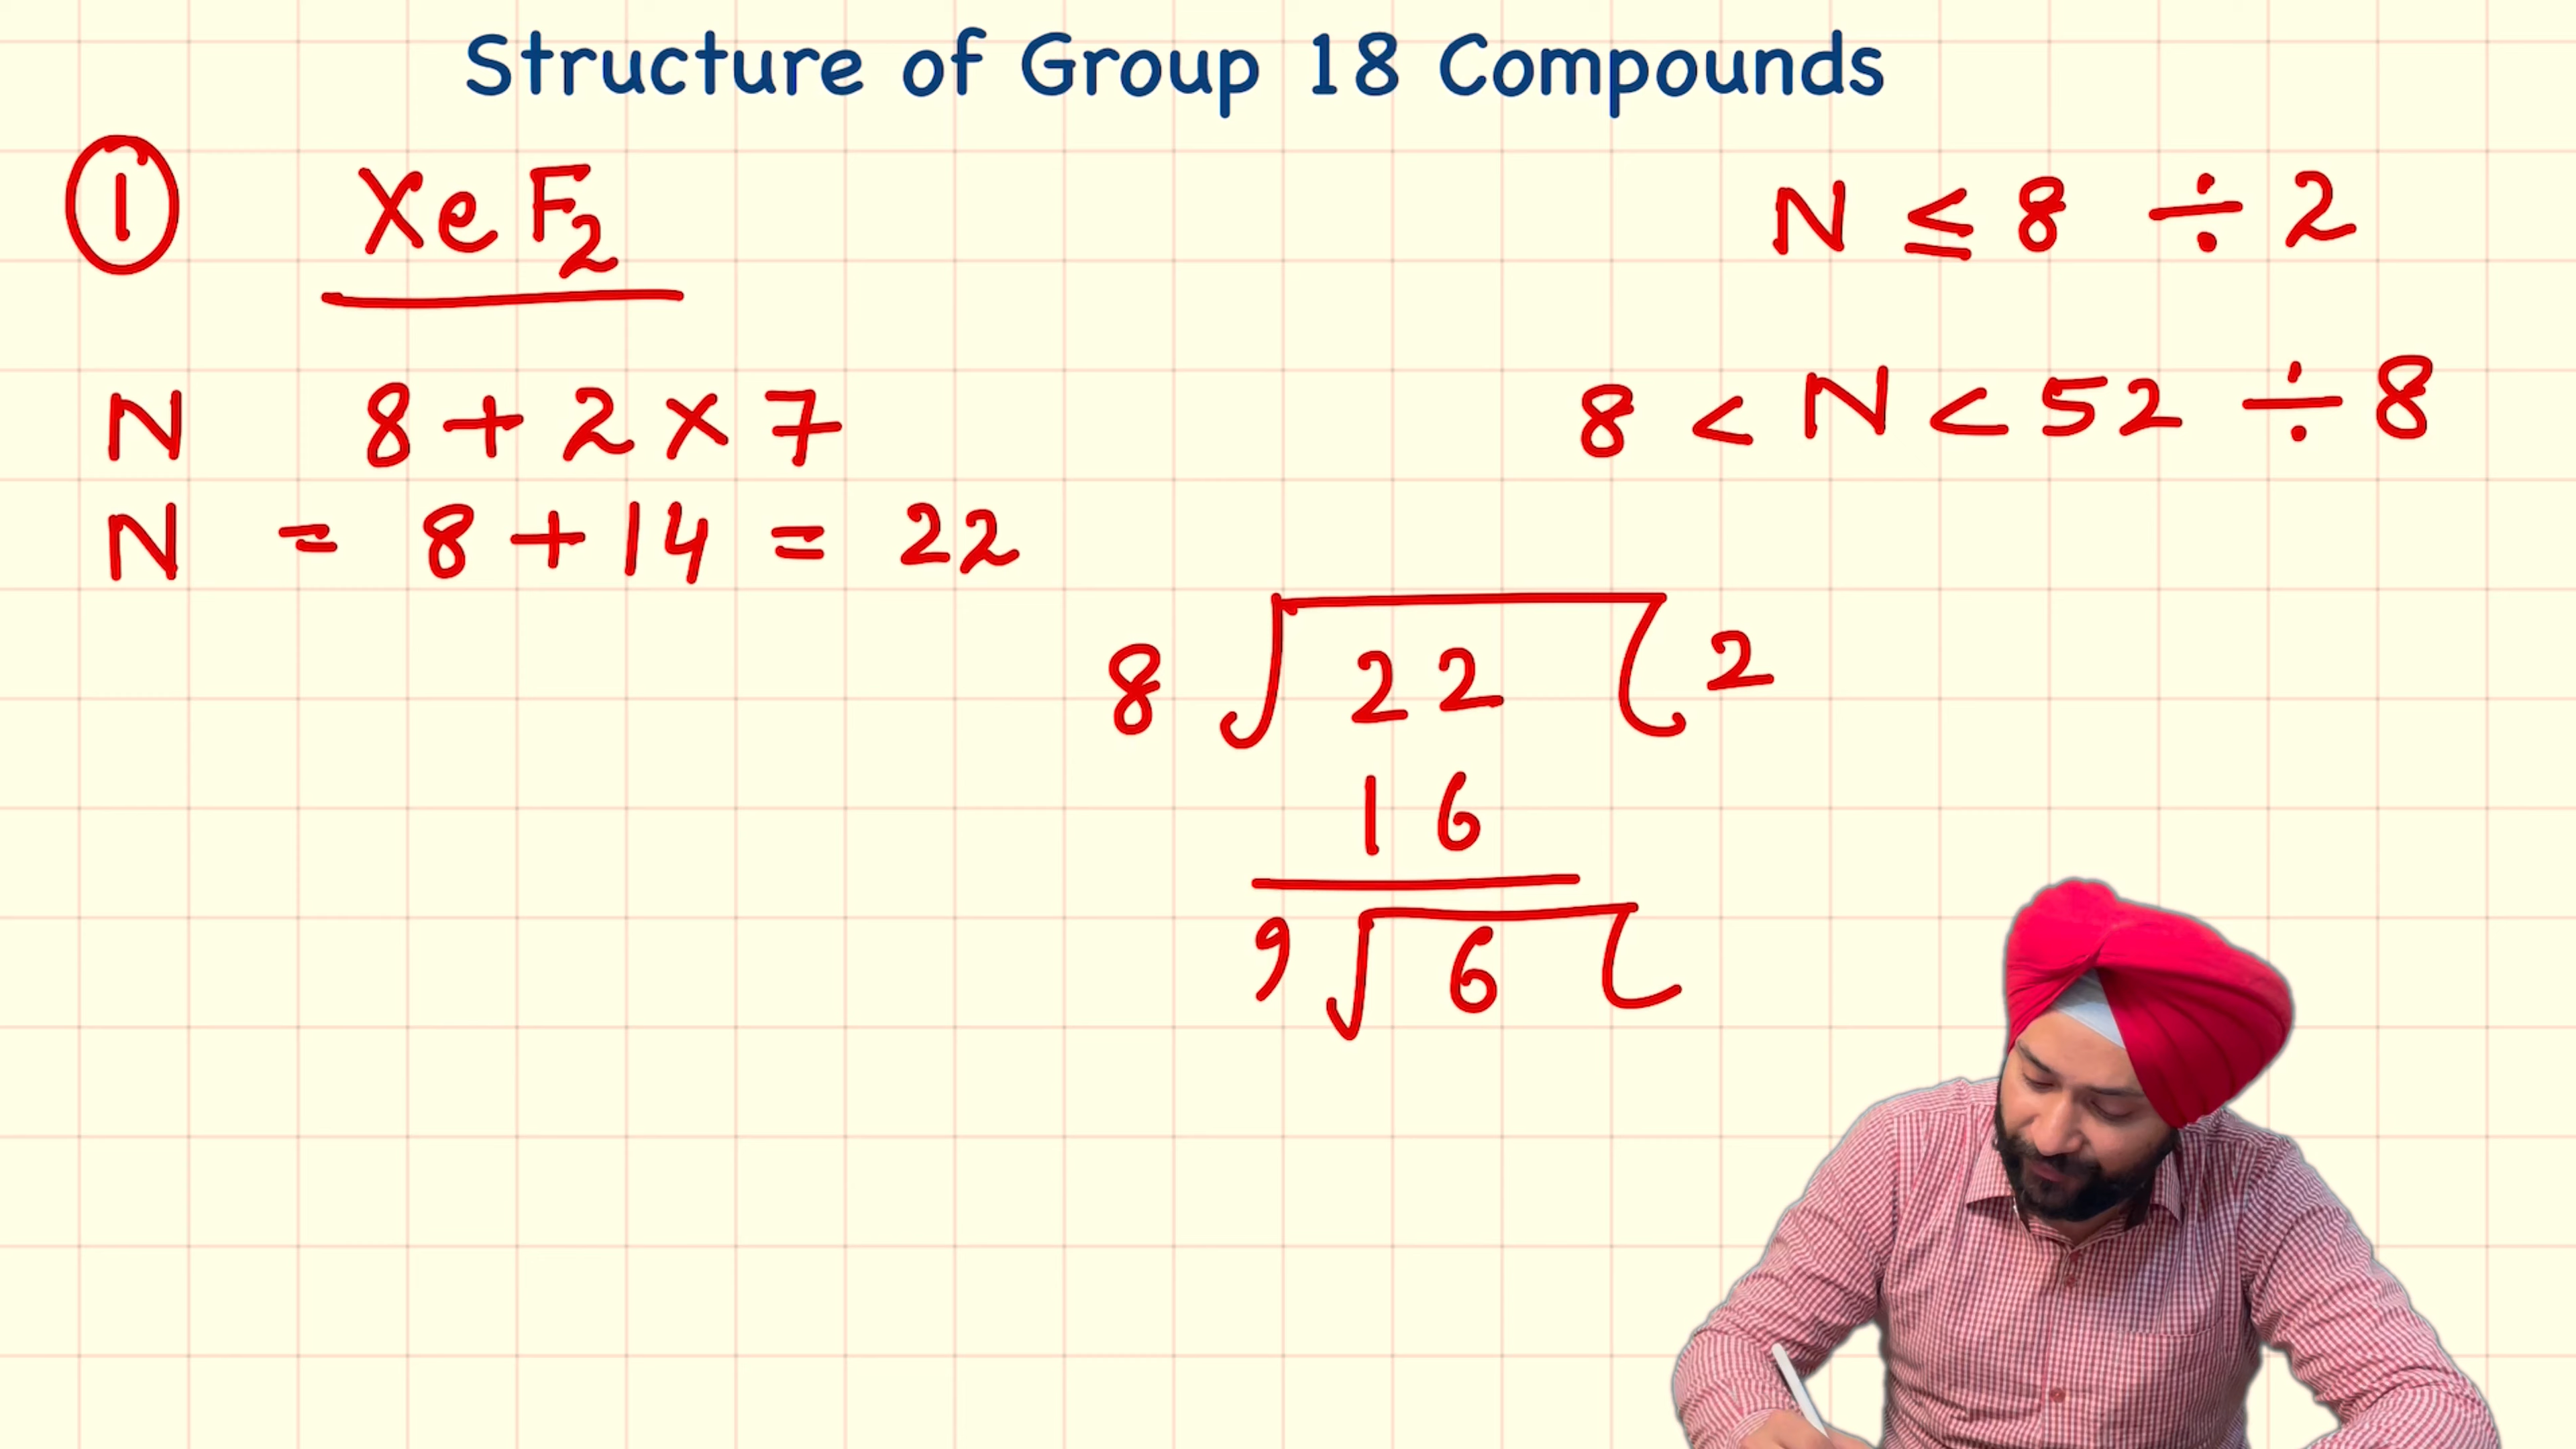 Structure of Group 18 Compounds
1 XeF₂
N ≤ 8 ÷ 2
N 8 + 2 × 7
8 < N < 52 ÷ 8
N = 8 + 14 = 22
8 22 2
16
9 6